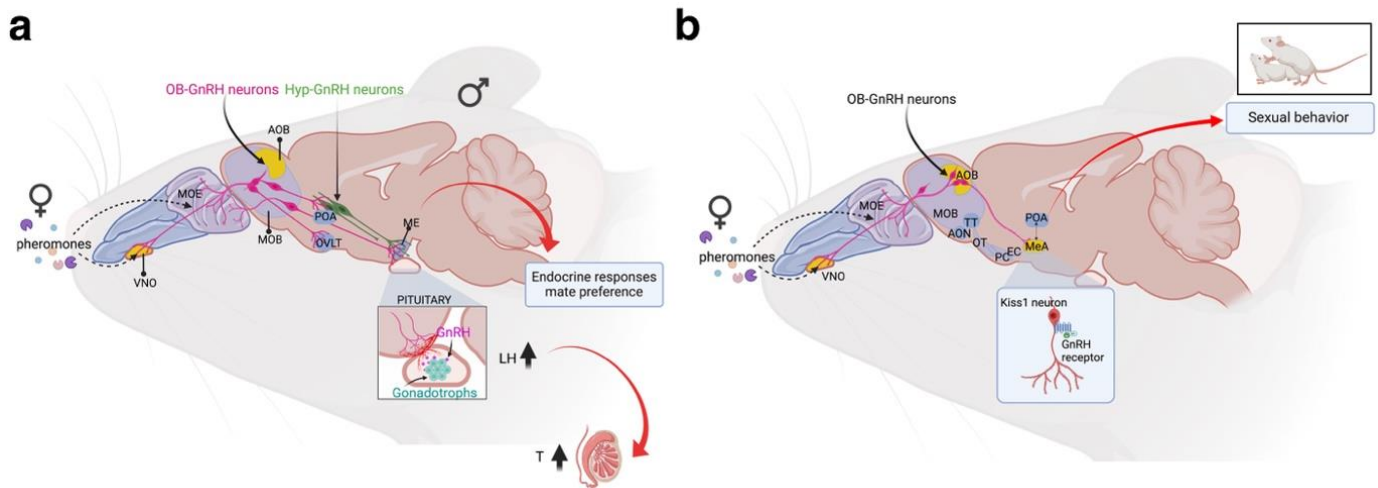 a
OB-GnRH neurons Hyp-GnRH neurons
♂
AOB
♀
MOE
pheromones
POA
MOB
OVLT
ME
VNO
Endocrine responses
mate preference
PITUITARY
GnRH
Gonadotrophs
LH
T
b
OB-GnRH neurons
Sexual behavior
AOB
♀
MOE
MOB
TT
POA
AON
OT
MeA
PC
EC
pheromones
VNO
Kiss1 neuron
GnRH
receptor